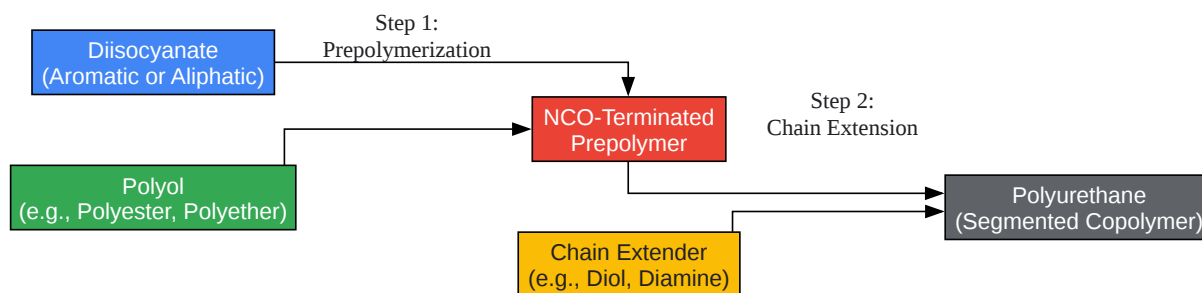 Step 1:
Prepolymerization
Diisocyanate
(Aromatic or Aliphatic)
Step 2:
Chain Extension
NCO-Terminated
Prepolymer
Polyol
(e.g., Polyester, Polyether)
Polyurethane
(Segmented Copolymer)
Chain Extender
(e.g., Diol, Diamine)